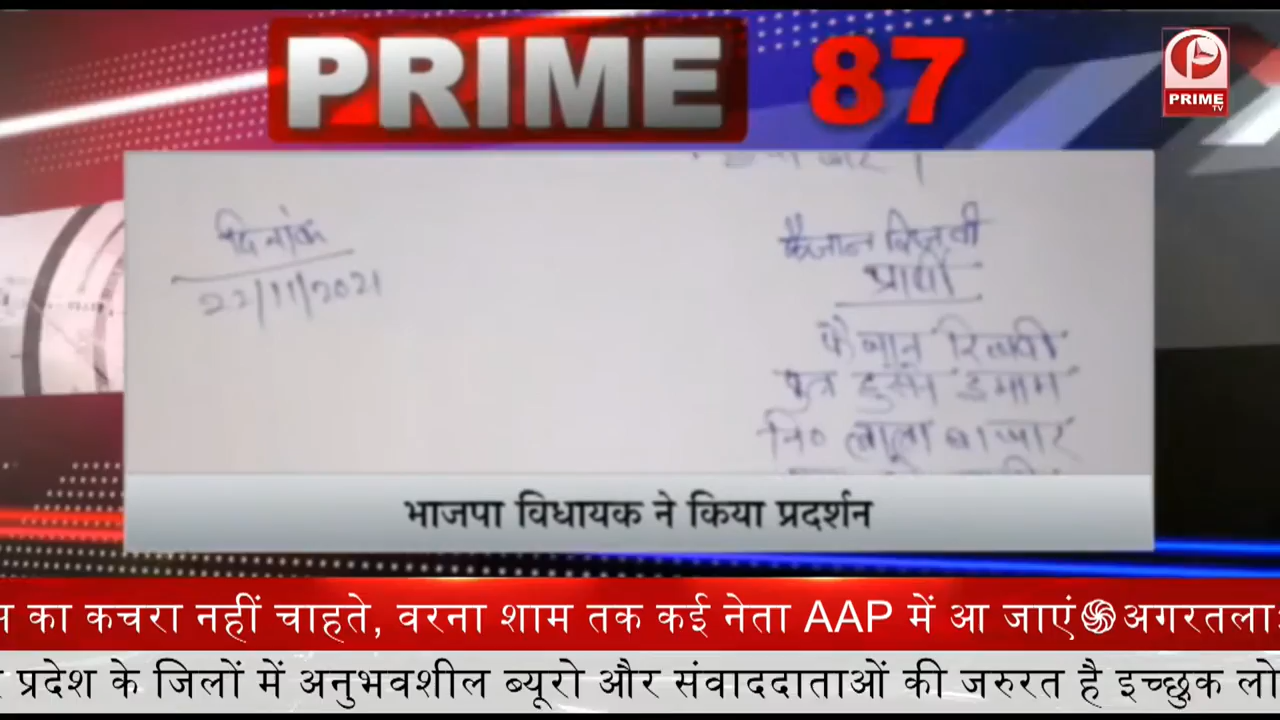 PRIME 87
PRIME
TV
दिनांक
22/11/2021
फैजान रिज़वी
प्रार्थी
फैजान रिजवी
पुत्र हुसैन इमाम
नि० लाला बाजार
भाजपा विधायक ने किया प्रदर्शन
का कचरा नहीं चाहते, वरना शाम तक कई नेता AAP में आ जाएं अगरतला
प्रदेश के जिलों में अनुभवशील ब्यूरो और संवाददाताओं की जरुरत है इच्छुक लो